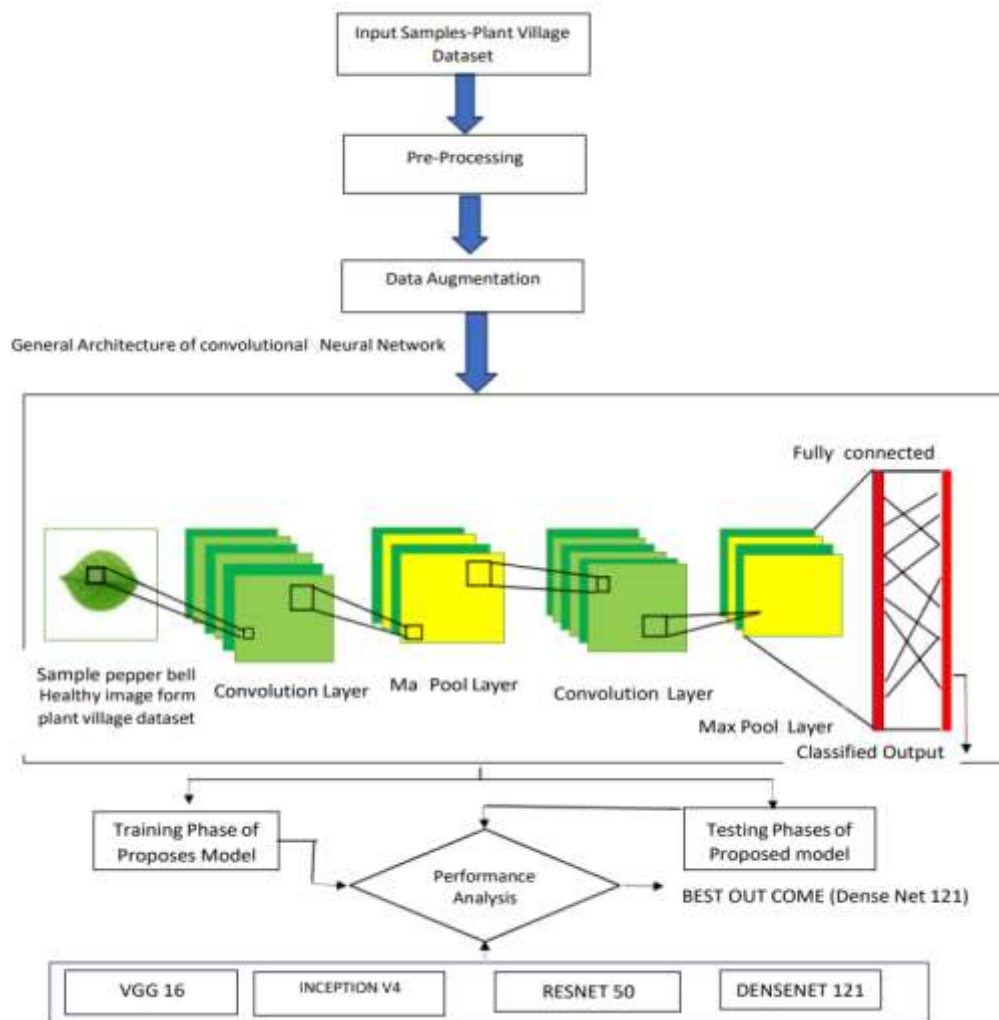 Input Samples-Plant Village
Dataset
Pre-Processing
Data Augmentation
General Architecture of convolutional Neural Network
Fully connected
Sample pepper bell
Healthy image form
plant village dataset
Convolution Layer
Ma Pool Layer
Convolution Layer
Max Pool Layer
Classified Output
Training Phase of
Proposes Model
Testing Phases of
Proposed model
Performance
Analysis
BEST OUT COME (Dense Net 121)
VGG 16
INCEPTION V4
RESNET 50
DENSENET 121